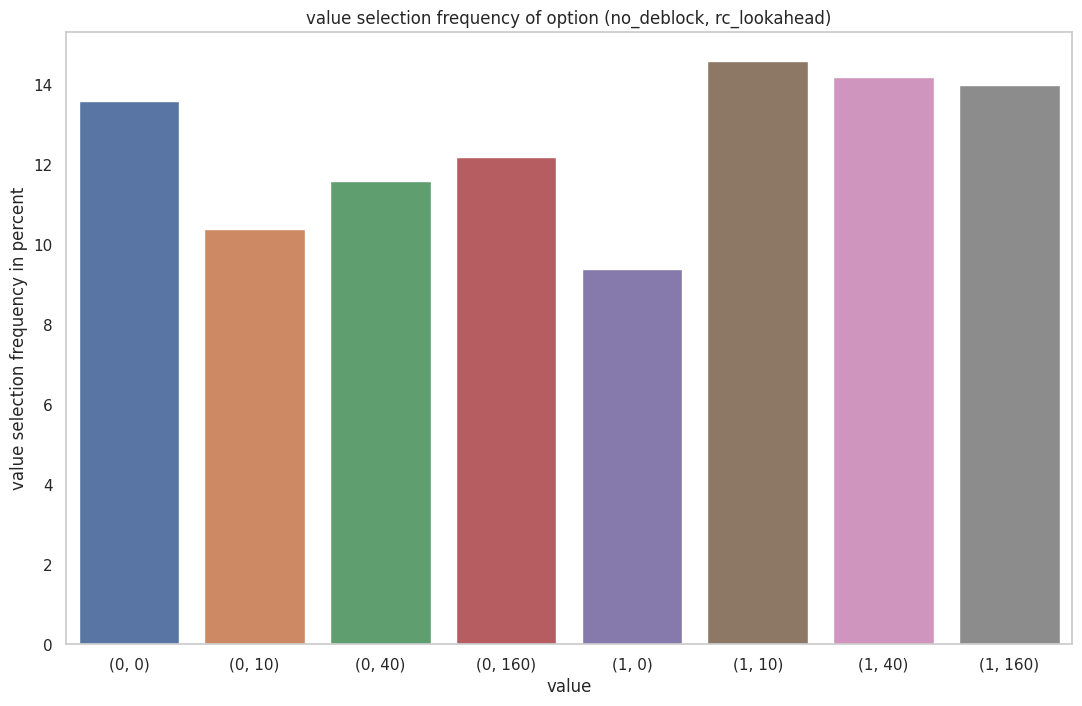 value selection frequency of option (no_deblock, rc_lookahead)
value selection frequency in percent
14
12
10
8
6
4
2
0
(0, 0) (0, 10) (0, 40) (0, 160) (1, 0) (1, 10) (1, 40) (1, 160)
value